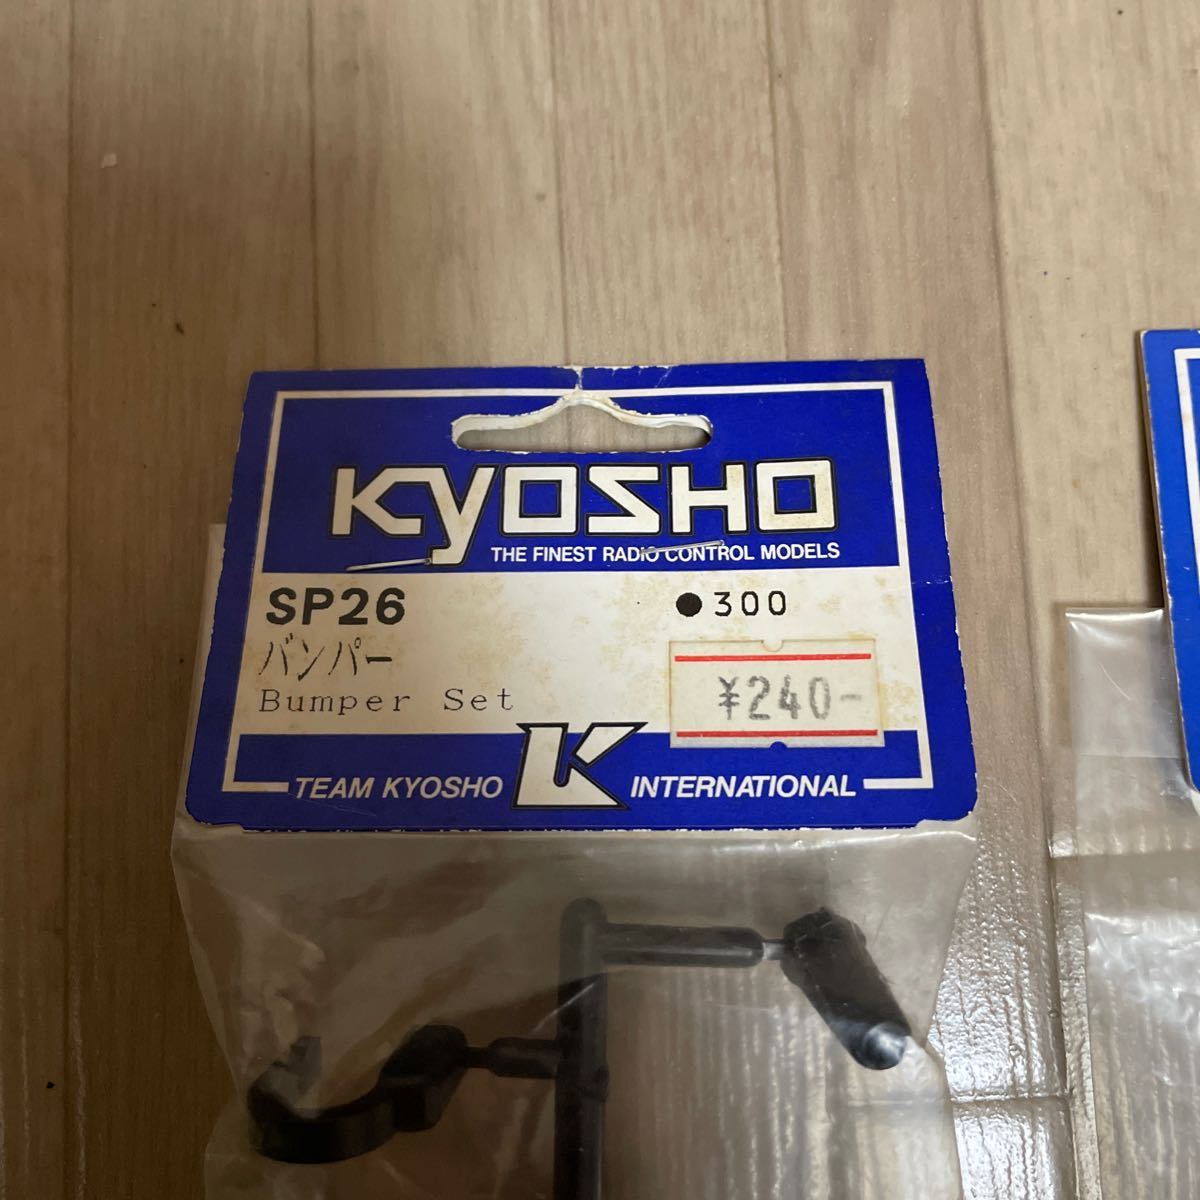 KYOSHO
THE FINEST RADIO CONTROL MODELS
SP26
●300
バンパー
Bumper Set
¥240-
TEAM KYOSHO K INTERNATIONAL